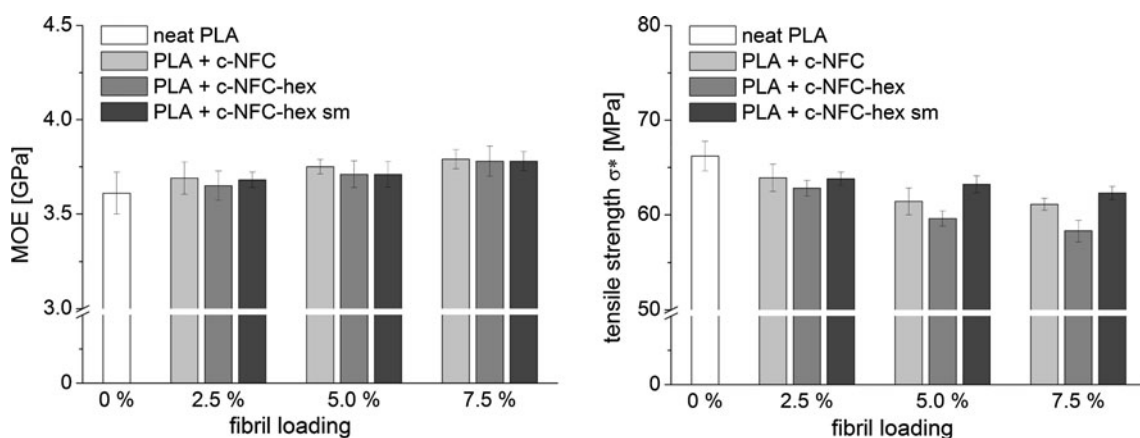 MOE [GPa]
4.5
4.0
3.5
3.0
0
neat PLA
PLA + c-NFC
PLA + c-NFC-hex
PLA + c-NFC-hex sm
0 %
2.5 %
5.0 %
7.5 %
fibril loading
tensile strength σ* [MPa]
80
70
60
50
0
neat PLA
PLA + c-NFC
PLA + c-NFC-hex
PLA + c-NFC-hex sm
0 %
2.5 %
5.0 %
7.5 %
fibril loading